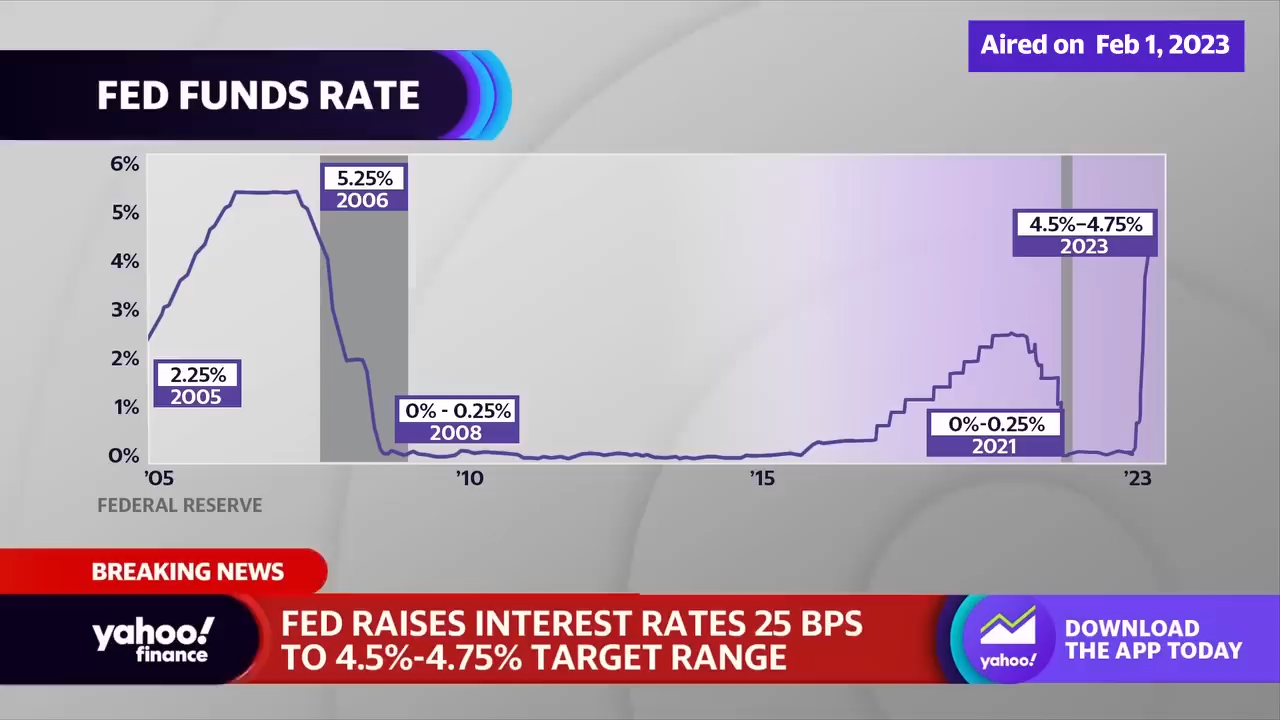 Aired on Feb 1, 2023
FED FUNDS RATE
6%
5%
4%
3%
2%
1%
0%
5.25%
2006
4.5%–4.75%
2023
2.25%
2005
0% - 0.25%
2008
0%-0.25%
2021
’05
’10
’15
’23
FEDERAL RESERVE
BREAKING NEWS
yahoo!
finance
FED RAISES INTEREST RATES 25 BPS
TO 4.5%-4.75% TARGET RANGE
yahoo!
DOWNLOAD
THE APP TODAY